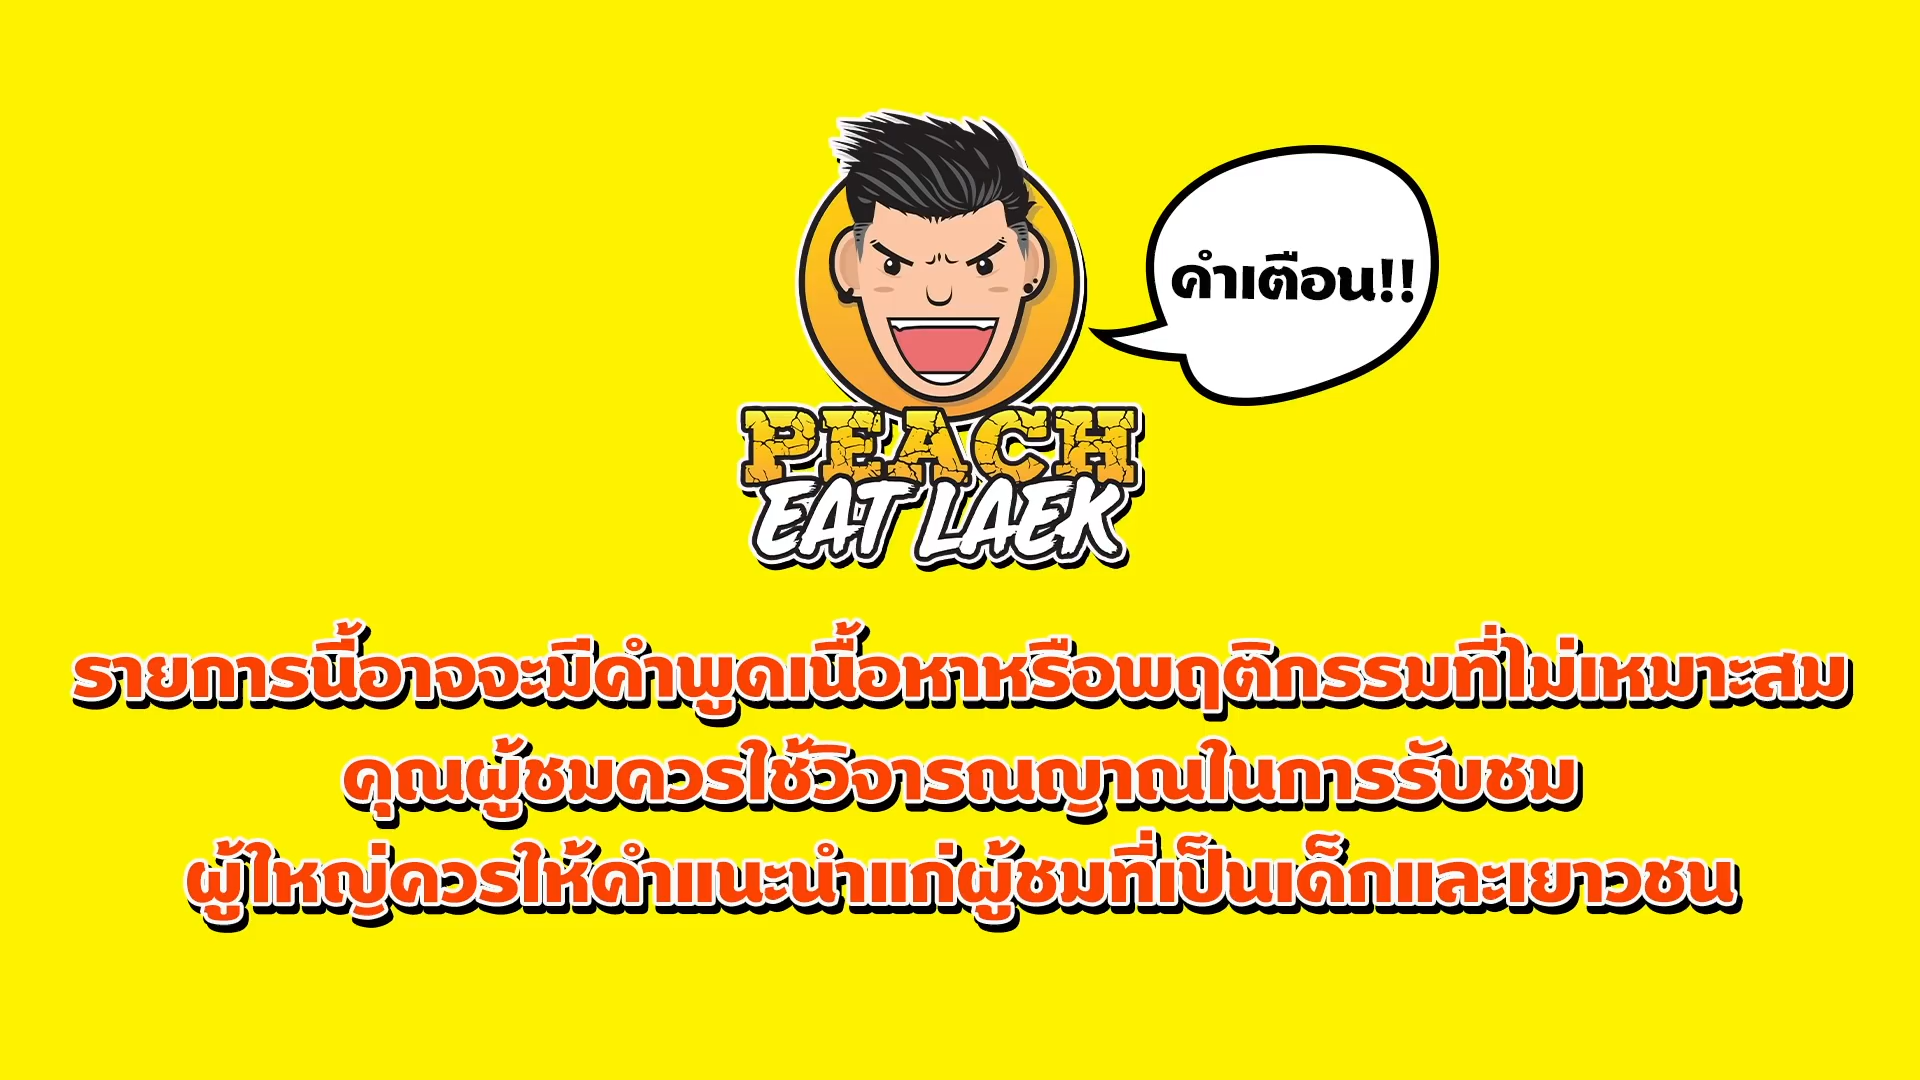 คำเตือน!!
PEACH
EAT LAEK
รายการนี้อาจจะมีคำพูดเนื้อหาหรือพฤติกรรมที่ไม่เหมาะสม
คุณผู้ชมควรใช้วิจารณญาณในการรับชม
ผู้ใหญ่ควรให้คำแนะนำแก่ผู้ชมที่เป็นเด็กและเยาวชน